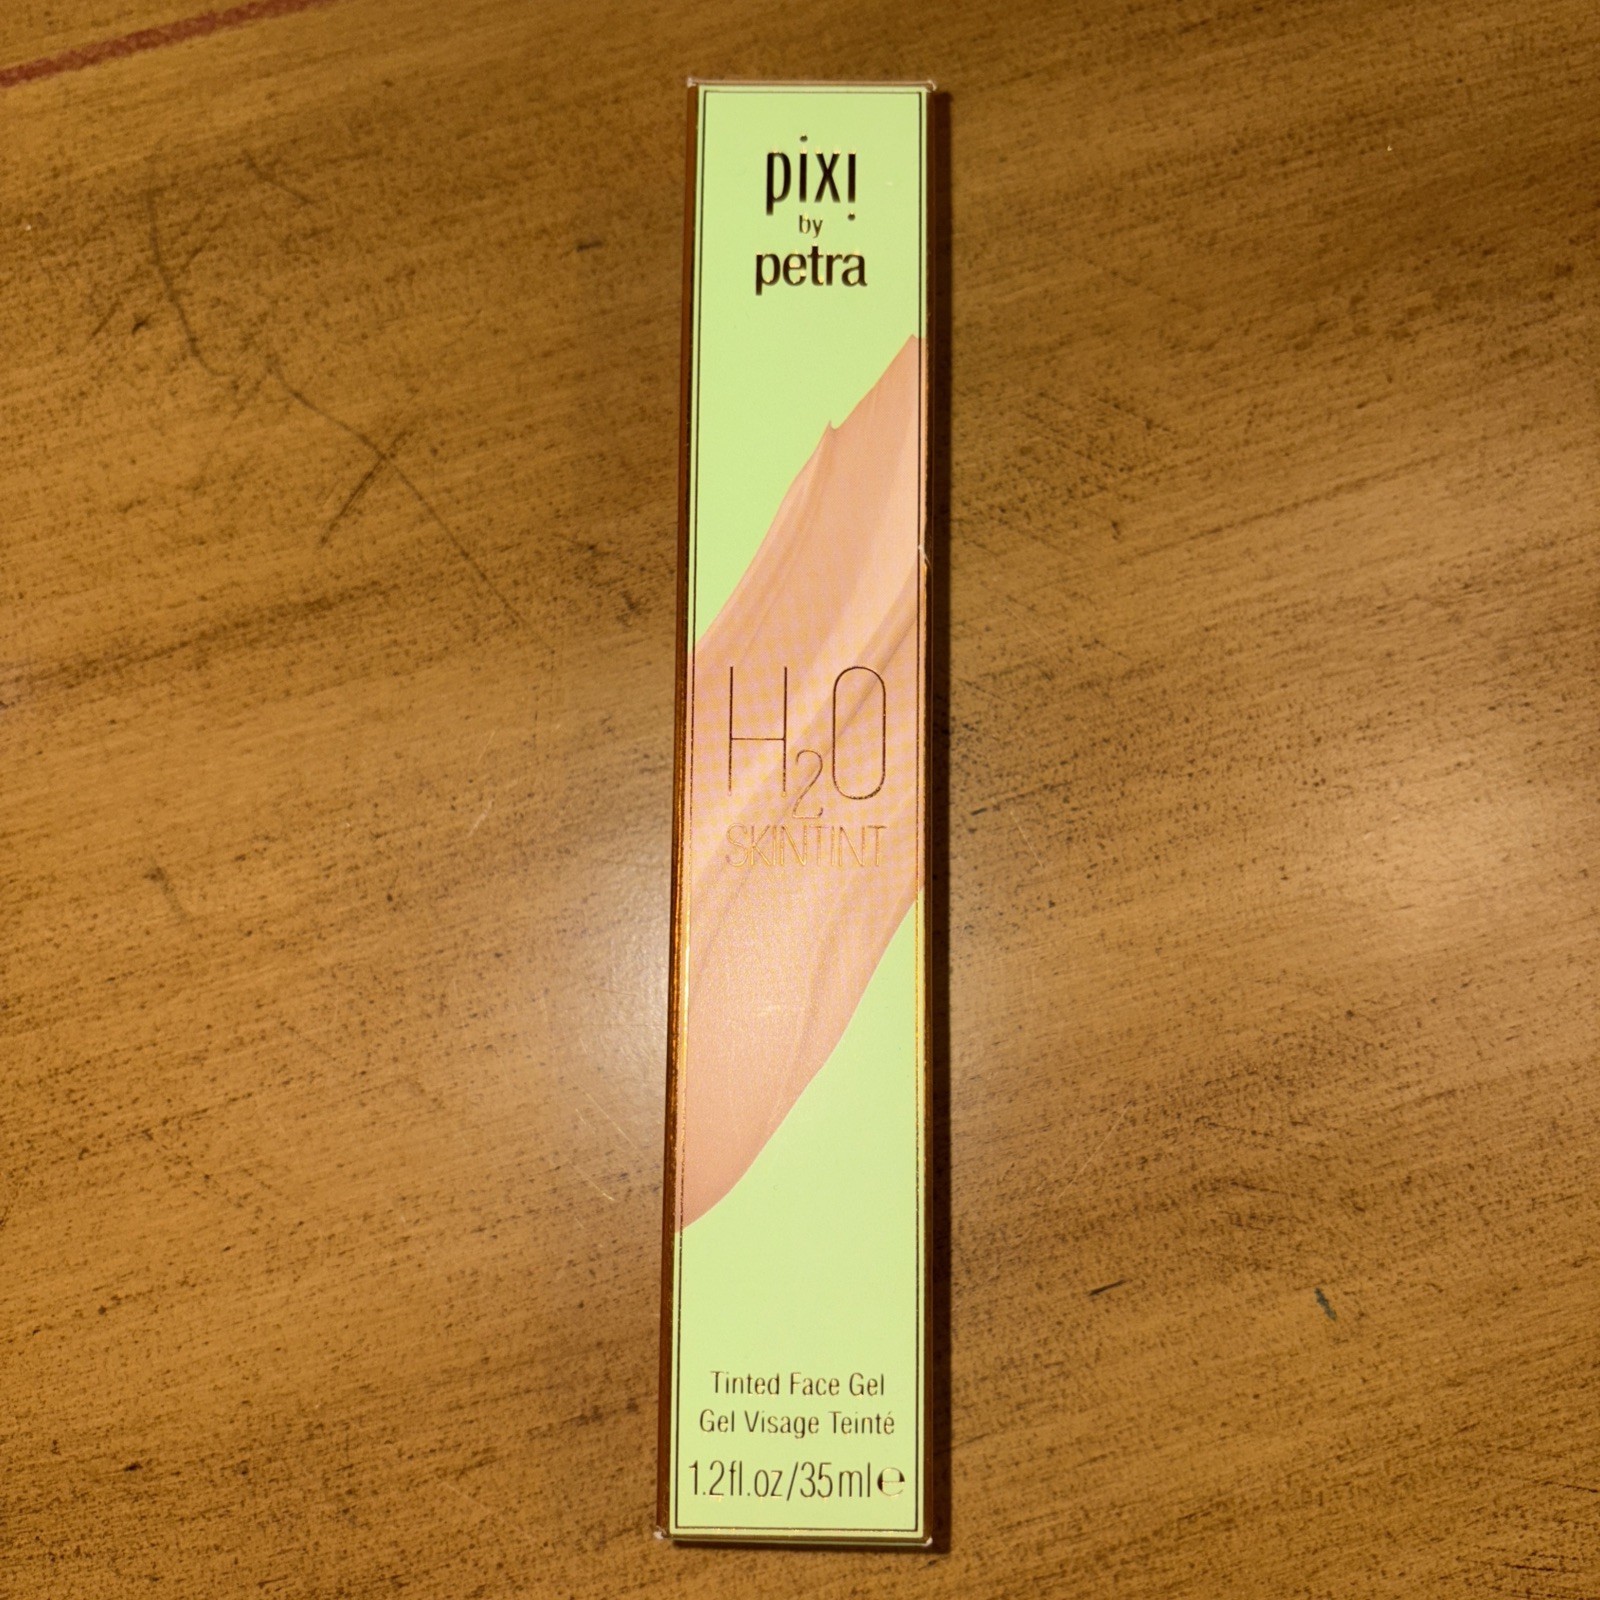 pixi
by
petra
H2O
SKINTINT
Tinted Face Gel
Gel Visage Teinté
1.2fl.oz/35ml℮